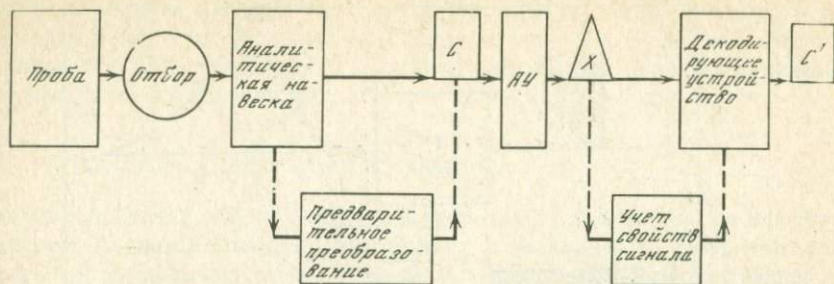 Проба
Отбор
Анали-
тичес-
кая на-
веска
С
АУ
X
Декоди-
рующее
устрой-
ство
С'
Предвари-
тельное
преобразо-
вание
Учет
свойств
сигнала